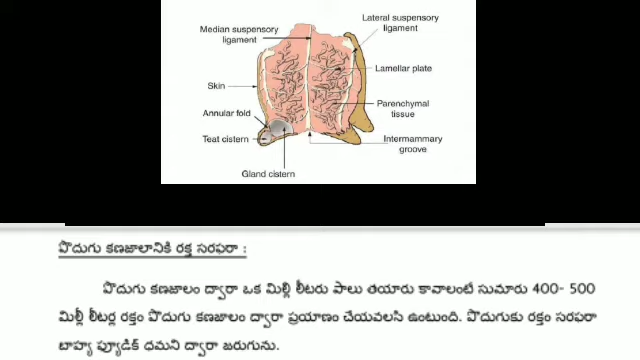 Median suspensory ligament
Lateral suspensory ligament
Lamellar plate
Skin
Parenchymal tissue
Annular fold
Teat cistern
Intermammary groove
Gland cistern
పొదుగు కణజాలానికి రక్త సరఫరా :
పొదుగు కణజాలం ద్వారా ఒక మిల్లి లీటరు పాలు తయారు కావాలంటే సుమారు 400- 500
మిల్లీ లీటర్ల రక్తం పొదుగు కణజాలం ద్వారా ప్రయాణం చేయవలసి ఉంటుంది. పొదుగుకు రక్తం సరఫరా
బాహ్య ప్యూడిక్ ధమని ద్వారా జరుగును.